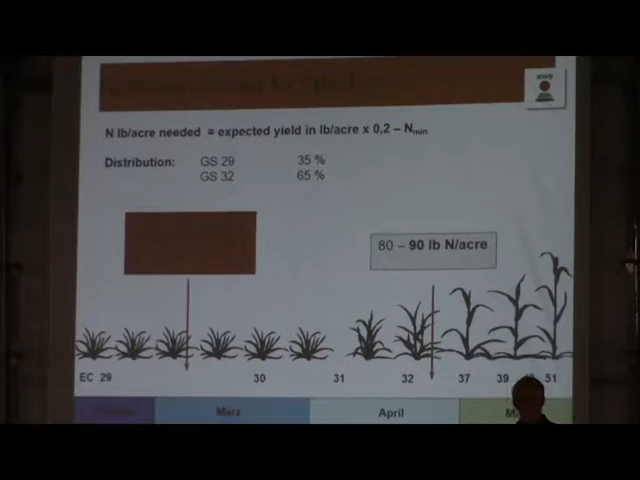 KWS
N lb/acre needed = expected yield in lb/acre x 0,2 – Nmin
Distribution: GS 29 35 %
GS 32 65 %
80 – 90 lb N/acre
EC 29 30 31 32 37 39 51
März April